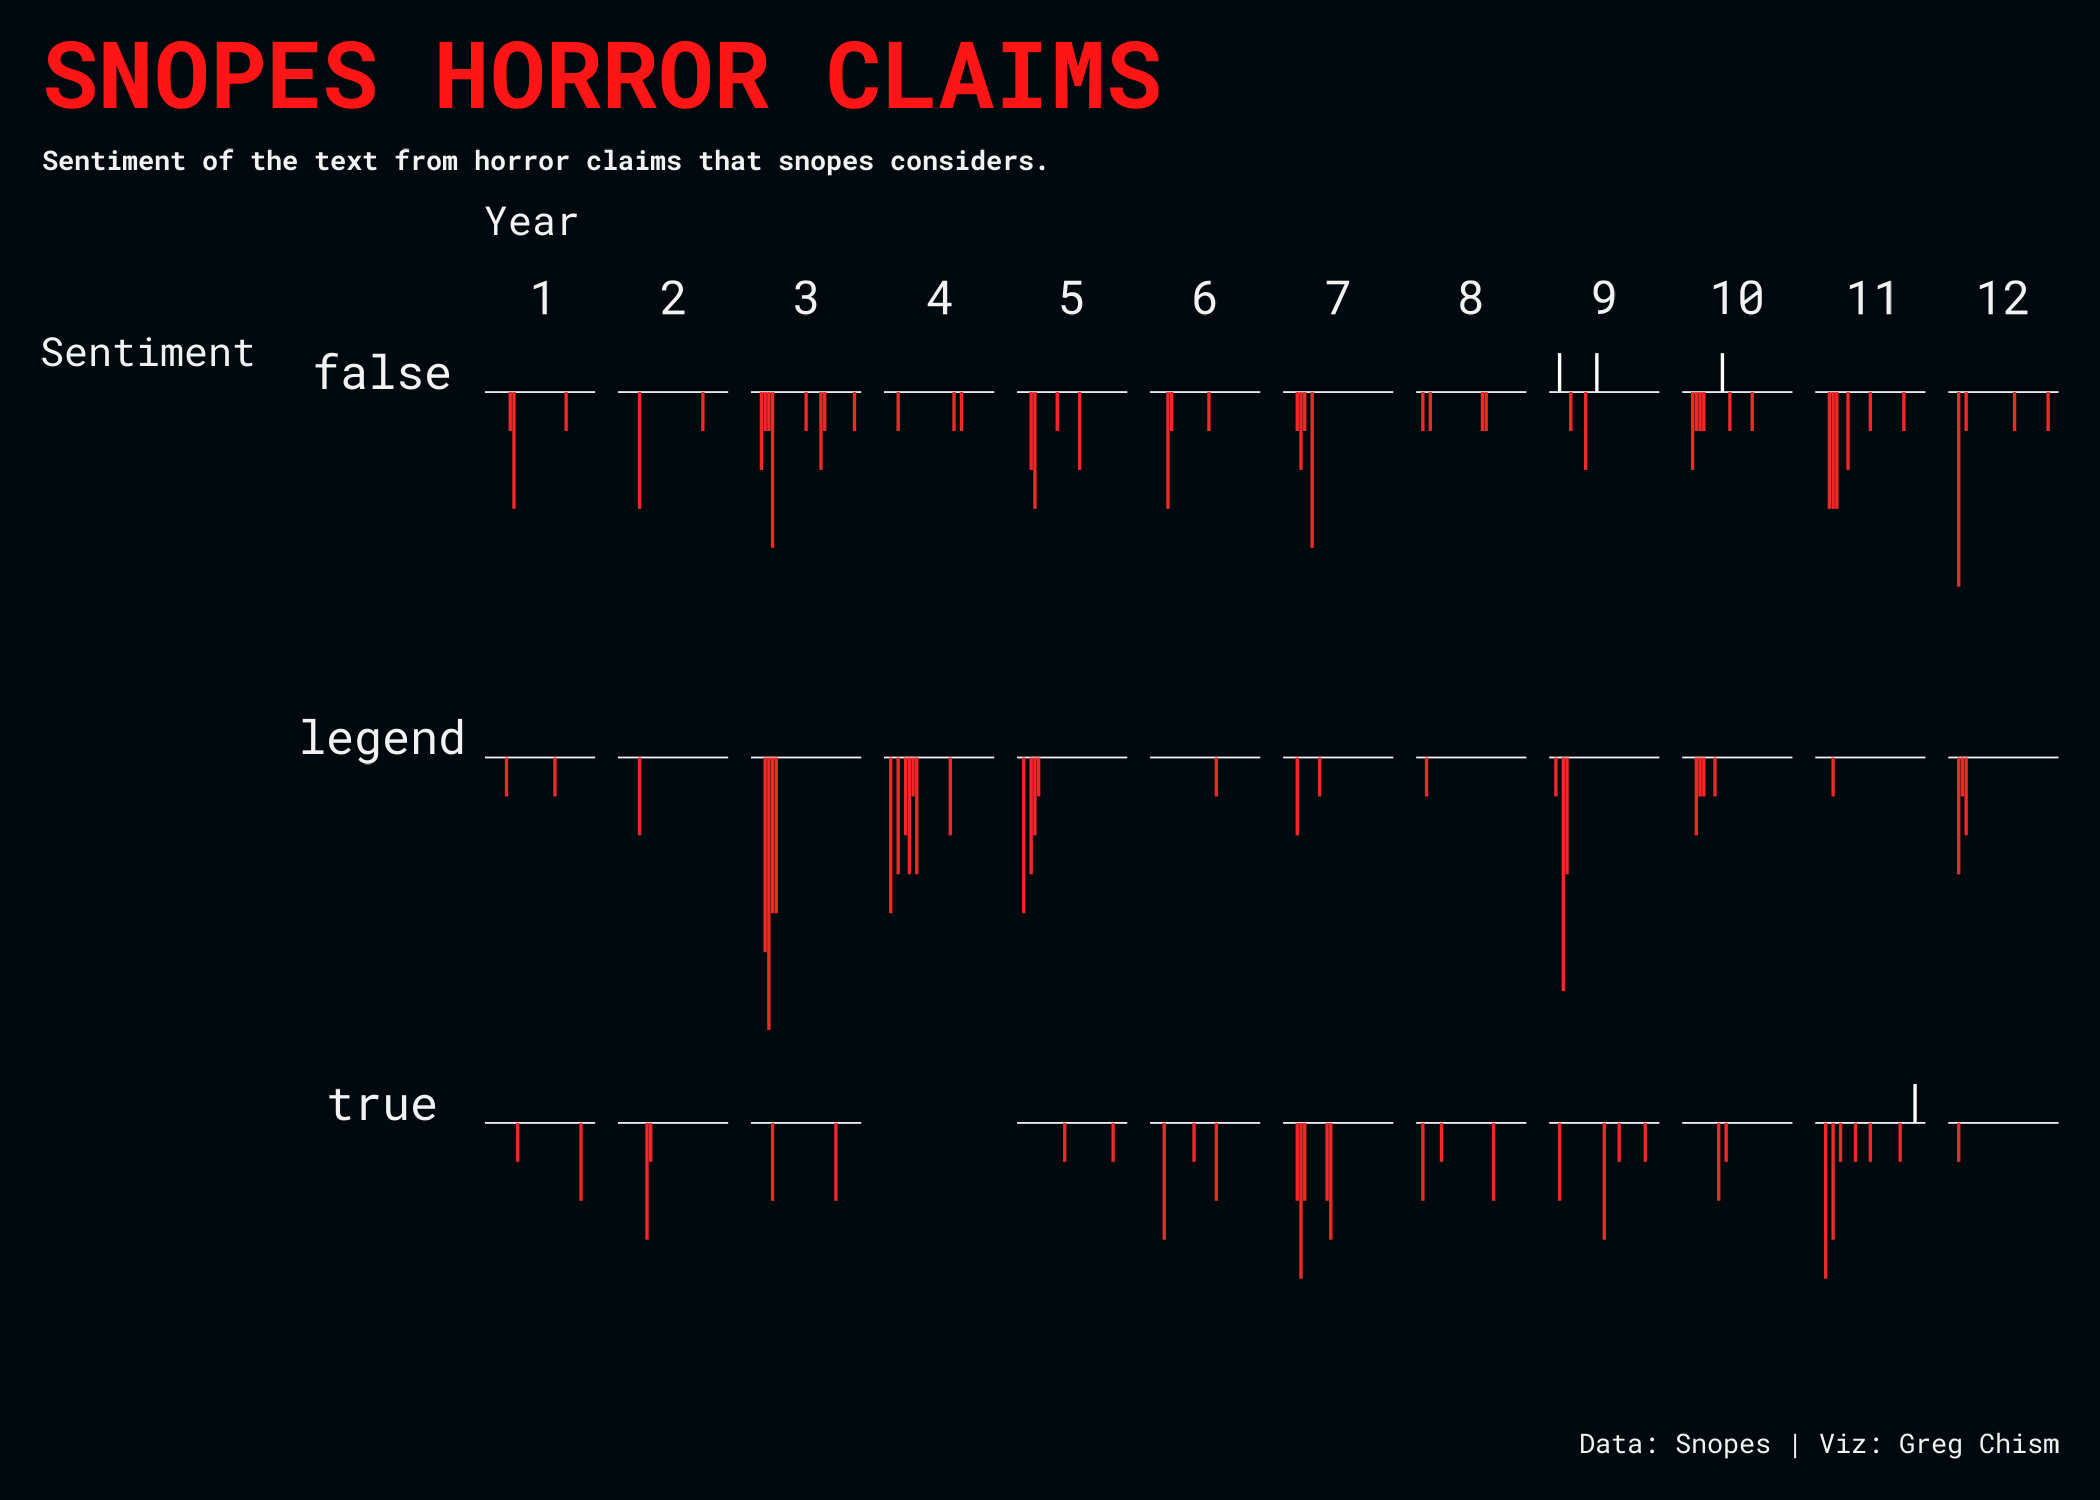 SNOPES HORROR CLAIMS
Sentiment of the text from horror claims that snopes considers.
Year
1 2 3 4 5 6 7 8 9 10 11 12
Sentiment
false
legend
true
Data: Snopes | Viz: Greg Chism